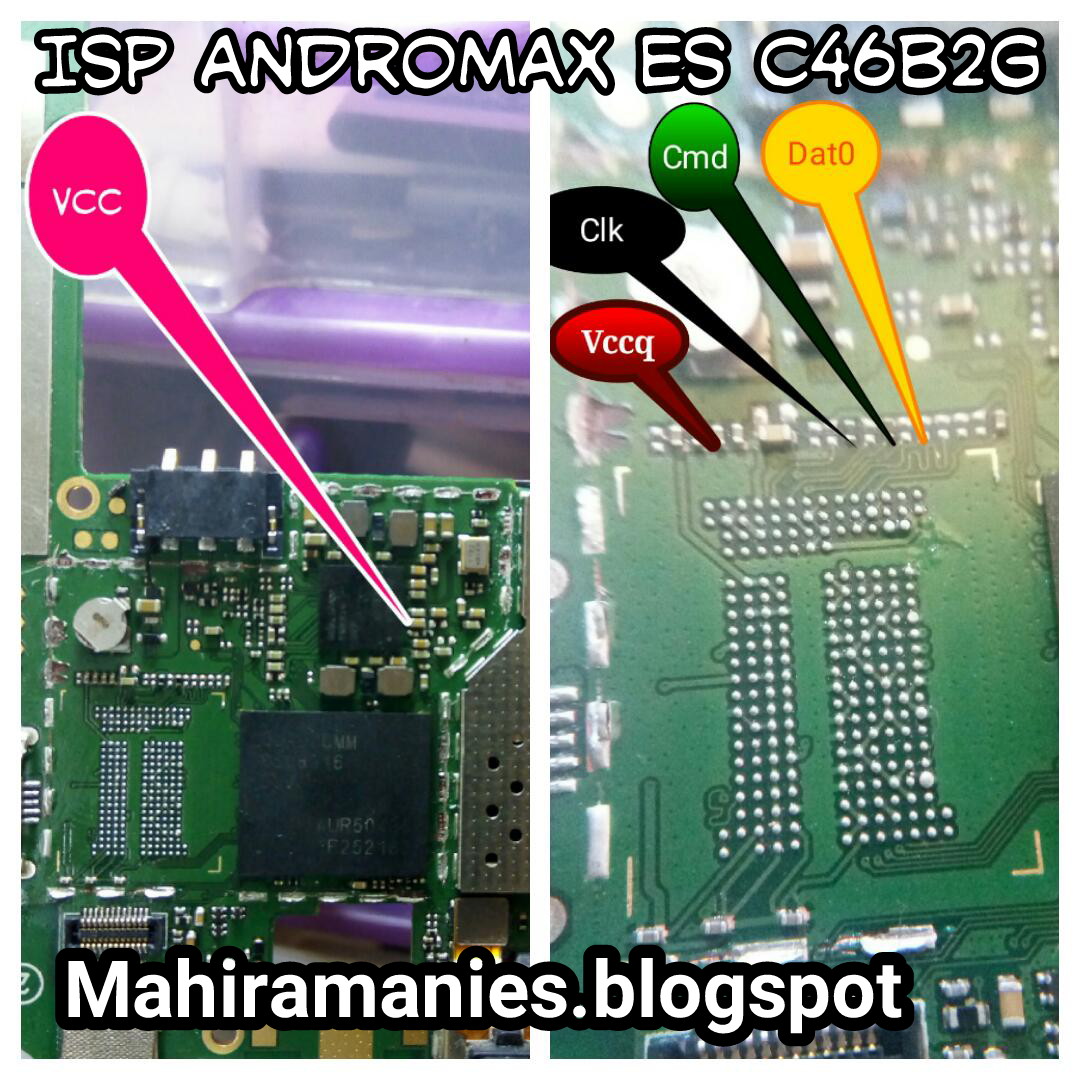 ISP ANDROMAX ES C46B2G
VCC
Cmd
Dat0
Clk
Vccq
Mahiramanies.blogspot